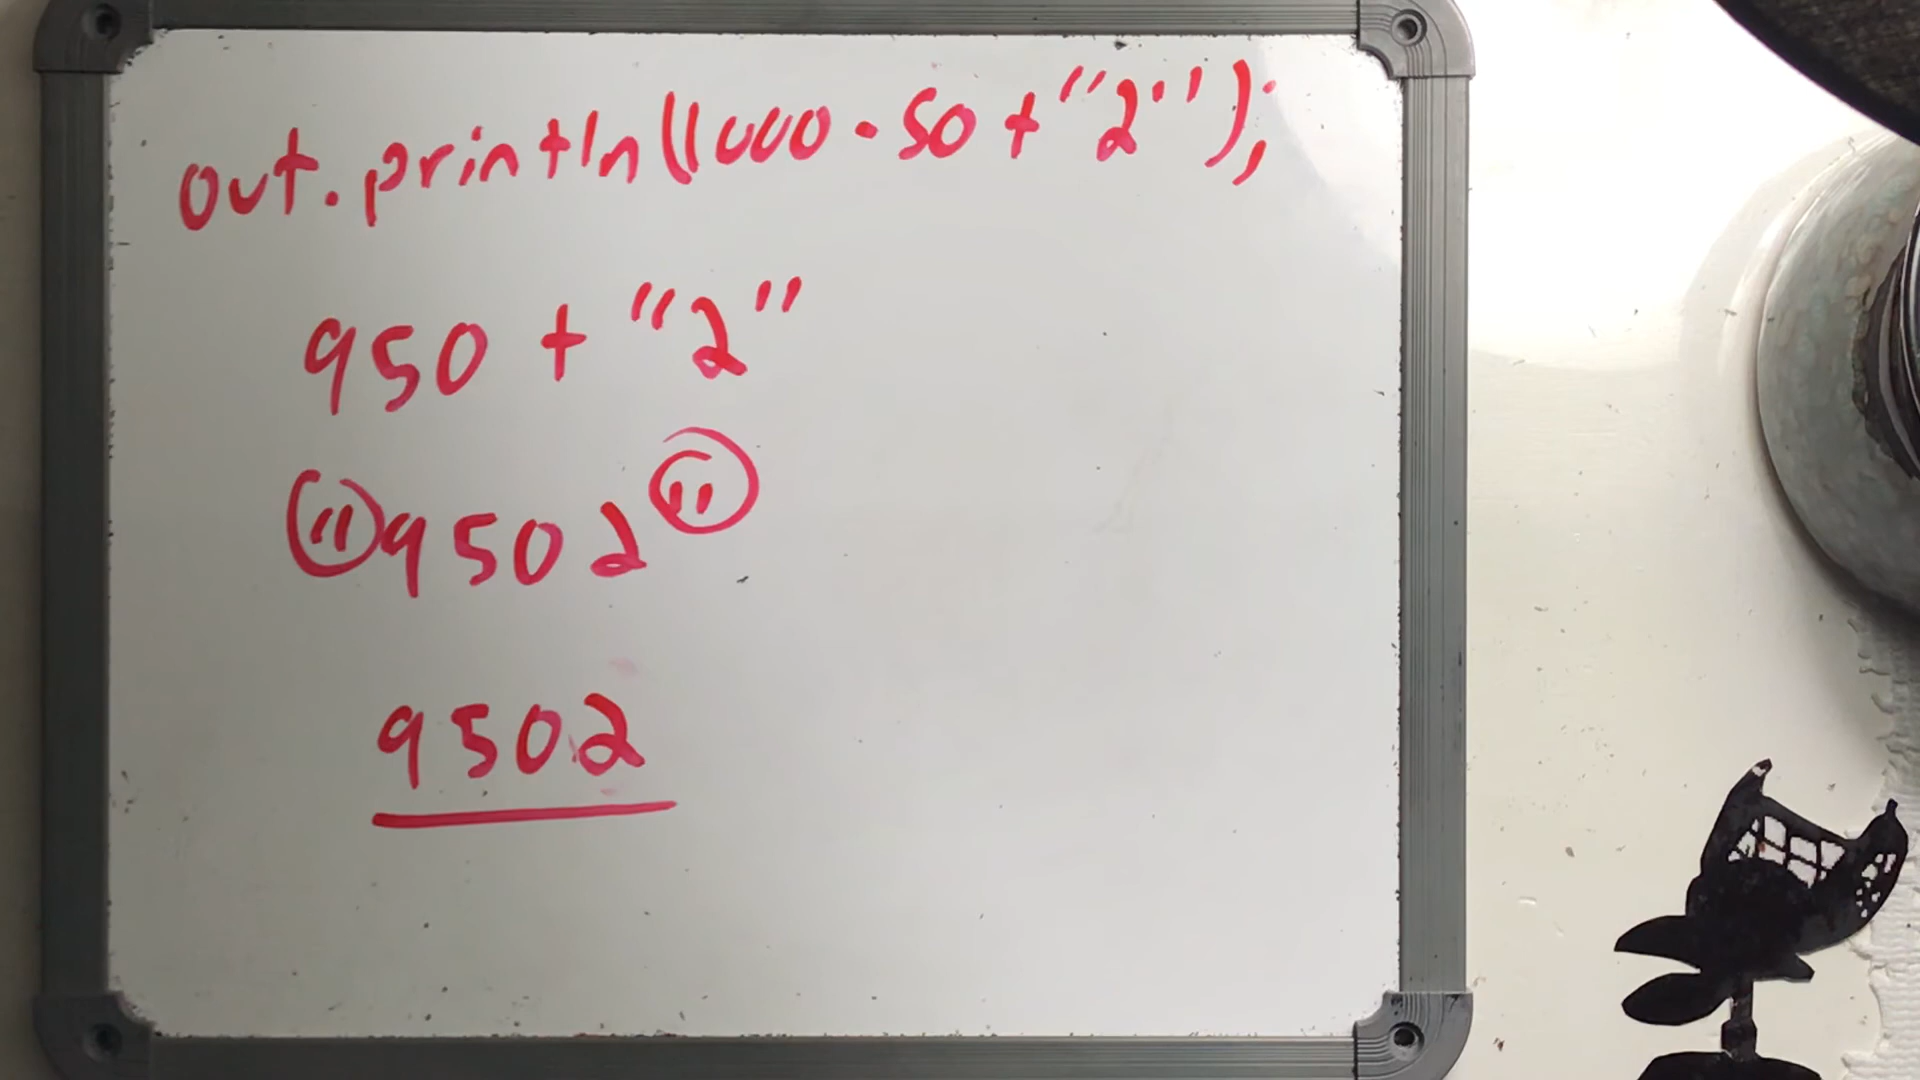 out.println(1000 - 50 + "2");
950 + "2"
"9502"
9502